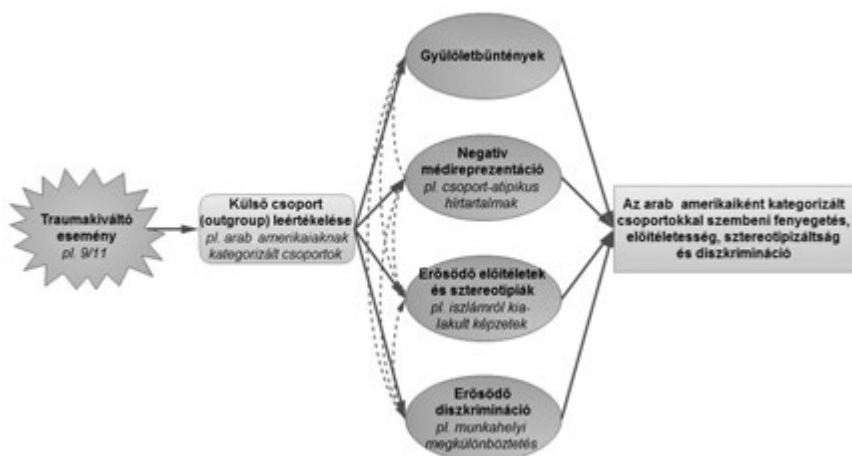 Traumakiváltó
esemény
pl. 9/11
Külső csoport
(outgroup) leértékelése
pl. arab amerikaiaknak
kategorizált csoportok
Gyűlöletbűntények
Negatív
médireprezentáció
pl. csoport-atipikus
hírtartalmak
Erősödő előítéletek
és sztereotipiák
pl. iszlámról kia-
lakult képzetek
Erősödő
diszkrimináció
pl. munkahelyi
megkülönböztetés
Az arab amerikaiként kategorizált
csoportokkal szembeni fenyegetés,
előítéletesség, sztereotipizáltság
és diszkrimináció